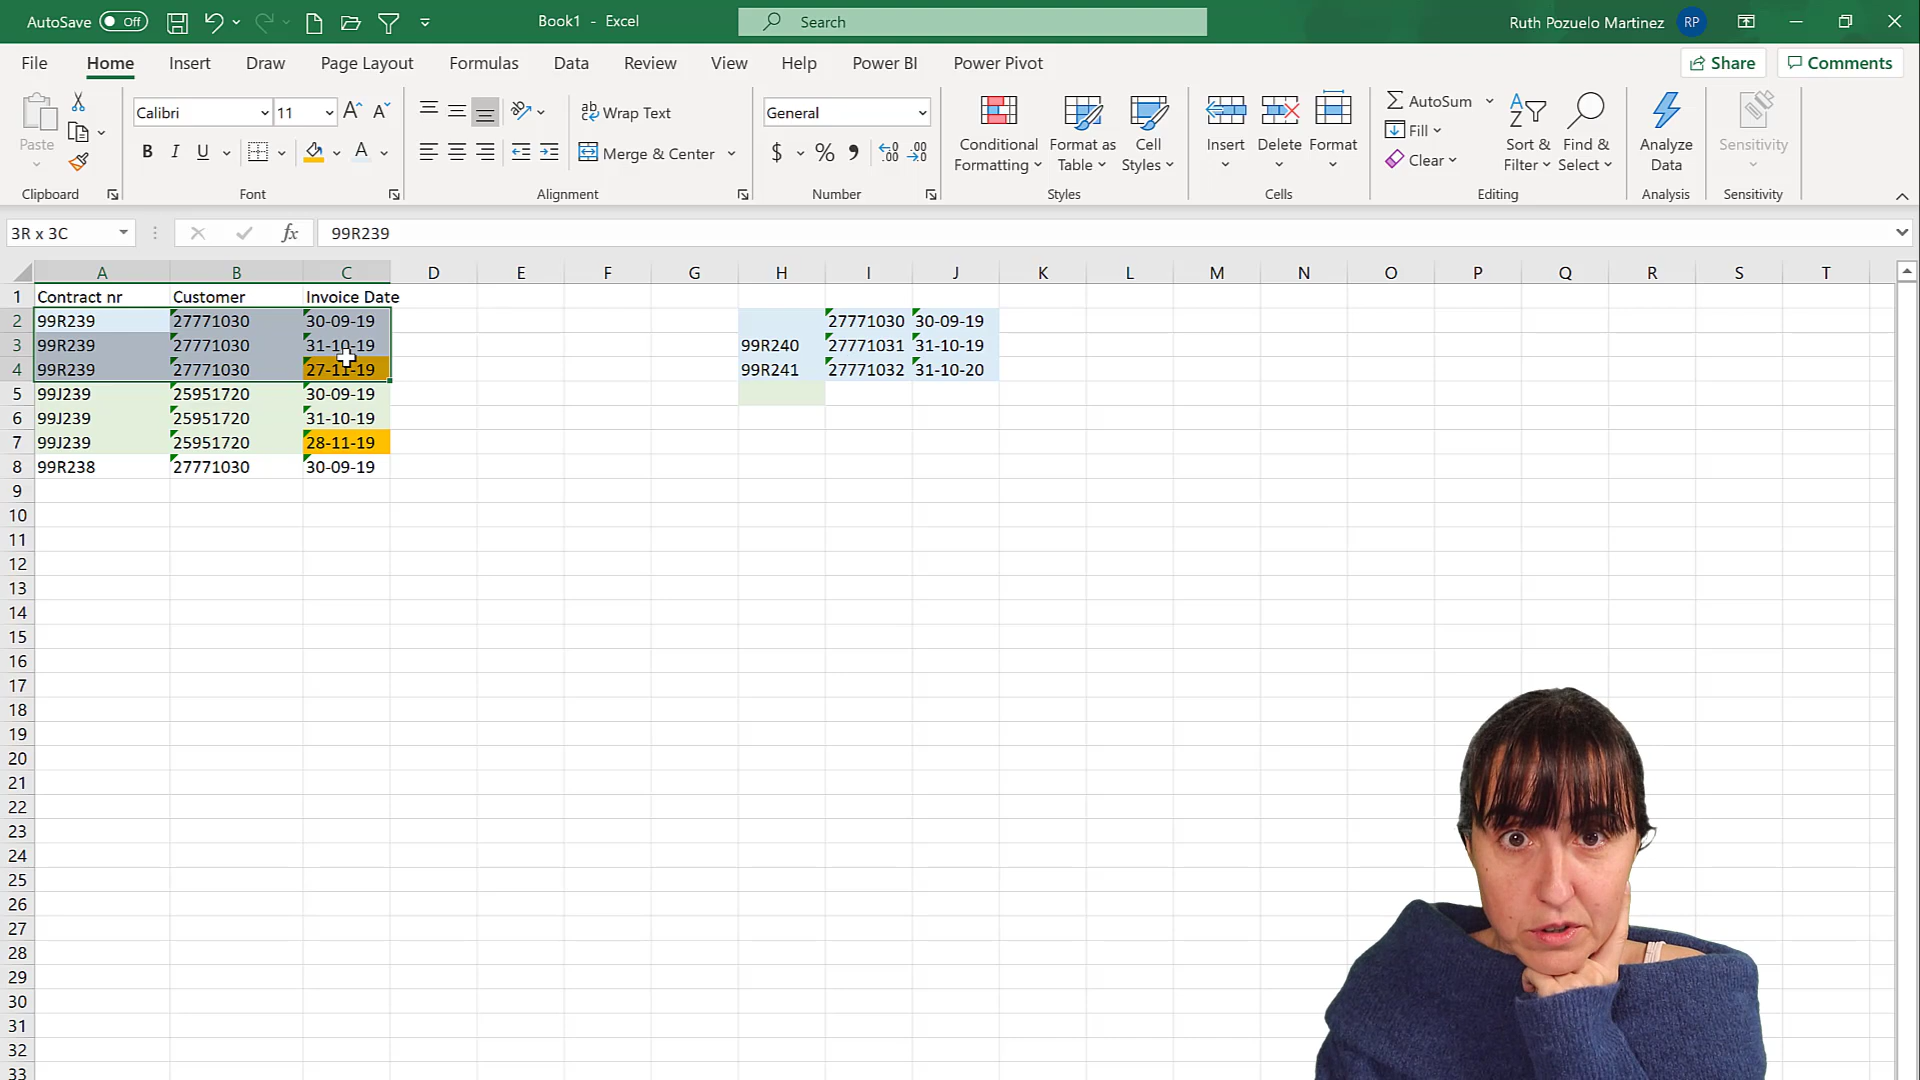 AutoSave Off Book1 - Excel Search Ruth Pozuelo Martinez RP
File Home Insert Draw Page Layout Formulas Data Review View Help Power BI Power Pivot Share Comments
Paste
Clipboard
Calibri 11
B I U A
Font
Wrap Text
Merge & Center
Alignment
General
$ % 9
Number
Conditional Formatting
Format as Table
Cell Styles
Styles
Insert
Delete
Format
Cells
AutoSum
Fill
Clear
Sort & Filter
Find & Select
Editing
Analyze Data
Analysis
Sensitivity
Sensitivity
3R x 3C fx 99R239
A B C D E F G H I J K L M N O P Q R S T
1 Contract nr Customer Invoice Date
2 99R239 27771030 30-09-19 27771030 30-09-19
3 99R239 27771030 31-10-19 99R240 27771031 31-10-19
4 99R239 27771030 27-11-19 99R241 27771032 31-10-20
5 99J239 25951720 30-09-19
6 99J239 25951720 31-10-19
7 99J239 25951720 28-11-19
8 99R238 27771030 30-09-19
9
10
11
12
13
14
15
16
17
18
19
20
21
22
23
24
25
26
27
28
29
30
31
32
33